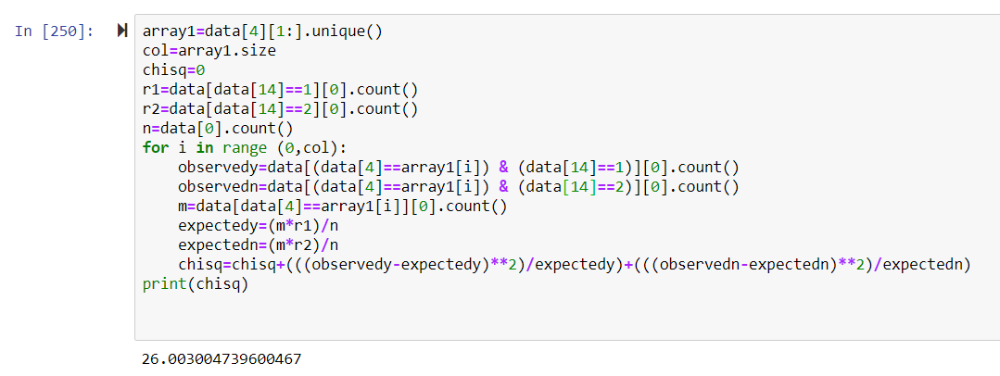 In [250]:
array1=data[4][1:].unique()
col=array1.size
chisq=0
r1=data[data[14]==1][0].count()
r2=data[data[14]==2][0].count()
n=data[0].count()
for i in range (0,col):
    observedy=data[(data[4]==array1[i]) & (data[14]==1)][0].count()
    observedn=data[(data[4]==array1[i]) & (data[14]==2)][0].count()
    m=data[data[4]==array1[i]][0].count()
    expectedy=(m*r1)/n
    expectedn=(m*r2)/n
    chisq=chisq+(((observedy-expectedy)**2)/expectedy)+(((observedn-expectedn)**2)/expectedn)
print(chisq)
26.003004739600467